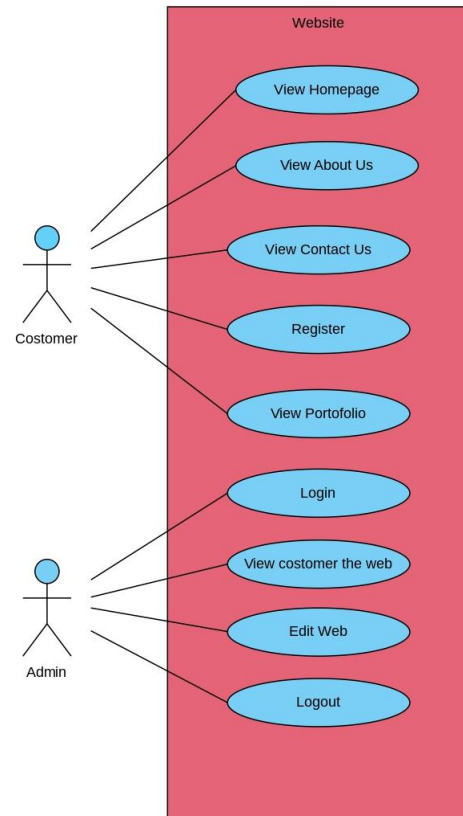 Website
View Homepage
View About Us
View Contact Us
Register
View Portofolio
Costomer
Login
View costomer the web
Edit Web
Logout
Admin